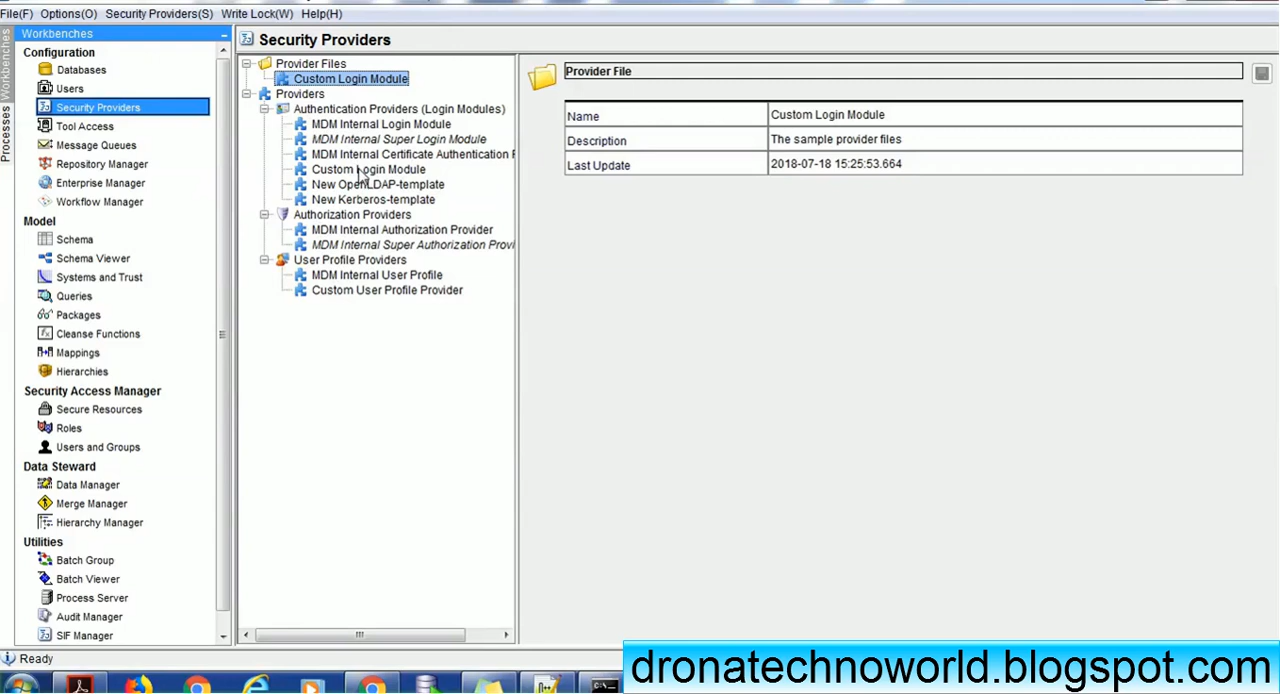 File(F) Options(O) Security Providers(S) Write Lock(W) Help(H)
Workbenches
Processes
Workbenches
Configuration
Databases
Users
Security Providers
Tool Access
Message Queues
Repository Manager
Enterprise Manager
Workflow Manager
Model
Schema
Schema Viewer
Systems and Trust
Queries
Packages
Cleanse Functions
Mappings
Hierarchies
Security Access Manager
Secure Resources
Roles
Users and Groups
Data Steward
Data Manager
Merge Manager
Hierarchy Manager
Utilities
Batch Group
Batch Viewer
Process Server
Audit Manager
SIF Manager
Security Providers
Provider Files
Custom Login Module
Providers
Authentication Providers (Login Modules)
MDM Internal Login Module
MDM Internal Super Login Module
MDM Internal Certificate Authentication
Custom Login Module
New OpenLDAP-template
New Kerberos-template
Authorization Providers
MDM Internal Authorization Provider
MDM Internal Super Authorization Provi
User Profile Providers
MDM Internal User Profile
Custom User Profile Provider
Provider File
Name Custom Login Module
Description The sample provider files
Last Update 2018-07-18 15:25:53.664
Ready
dronatechnoworld.blogspot.com